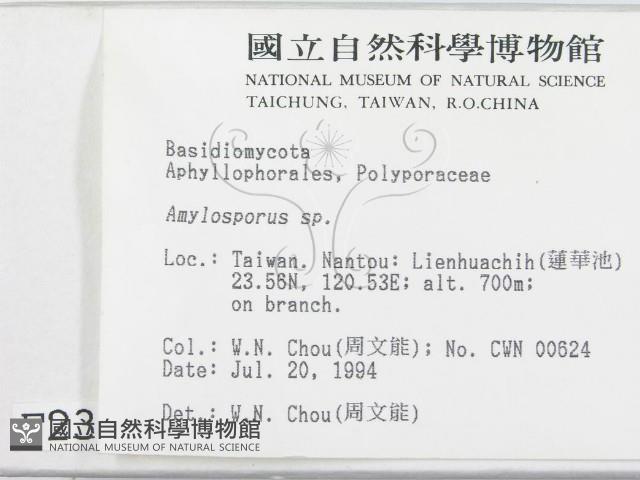 國立自然科學博物館
NATIONAL MUSEUM OF NATURAL SCIENCE
TAICHUNG, TAIWAN, R.O.CHINA
Basidiomycota
Aphyllophorales, Polyporaceae
Amylosporus sp.
Loc.: Taiwan. Nantou: Lienhuachih(蓮華池)
23.56N, 120.53E; alt. 700m;
on branch.
Col.: W.N. Chou(周文能); No. CWN 00624
Date: Jul. 20, 1994
Det.: W.N. Chou(周文能)
國立自然科學博物館
NATIONAL MUSEUM OF NATURAL SCIENCE